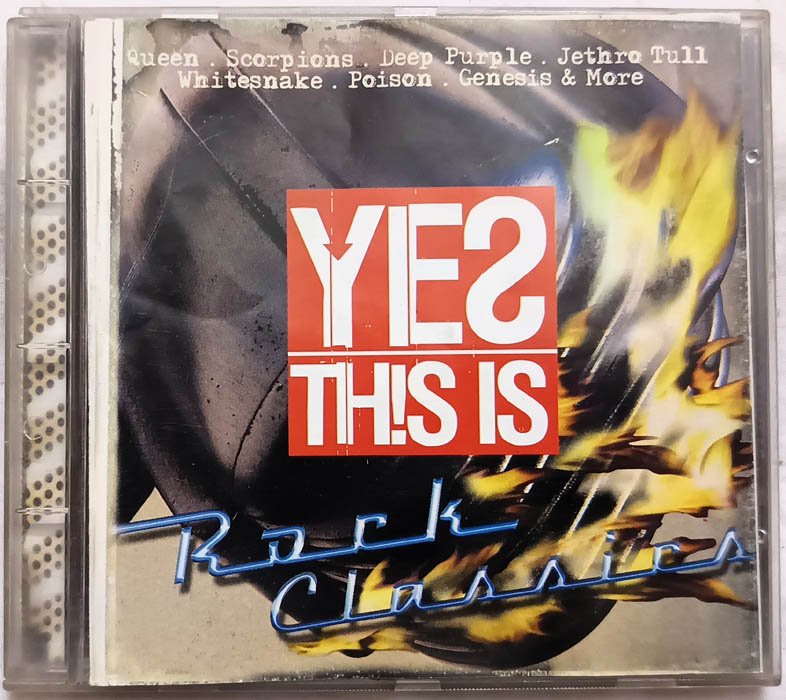 Queen . Scorpions . Deep Purple . Jethro Tull
Whitesnake . Poison . Genesis & More
YES
TH!S IS
Rock
Classics